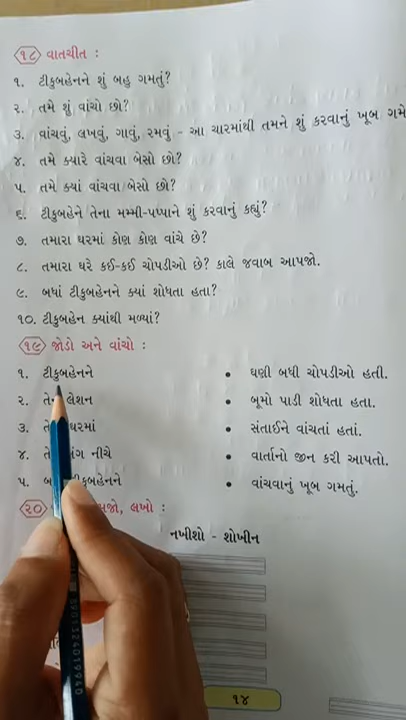 ૧૮ વાતચીત :
૧. ટીકુબહેનને શું બહુ ગમતું?
૨. તમે શું વાંચો છો?
૩. વાંચવું, લખવું, ગાવું, રમવું - આ ચારમાંથી તમને શું કરવાનું ખૂબ ગમે
૪. તમે ક્યારે વાંચવા બેસો છો?
૫. તમે ક્યાં વાંચવા બેસો છો?
૬. ટીકુબહેને તેના મમ્મી-પપ્પાને શું કરવાનું કહ્યું?
૭. તમારા ઘરમાં કોણ કોણ વાંચે છે?
૮. તમારા ઘરે કઈ-કઈ ચોપડીઓ છે? કાલે જવાબ આપજો.
૯. બધાં ટીકુબહેનને ક્યાં શોધતા હતા?
૧૦. ટીકુબહેન ક્યાંથી મળ્યાં?
૧૯ જોડો અને વાંચો :
૧. ટીકુબહેનને • ઘણી બધી ચોપડીઓ હતી.
૨. લેશન • બૂમો પાડી શોધતા હતા.
૩. ઘરમાં • સંતાઈને વાંચતાં હતાં.
૪. નીચે • વાર્તાનો જીન કરી આપતો.
૫. • વાંચવાનું ખૂબ ગમતું.
૨૦ લખો :
નખીશો - શોખીન
૧૪